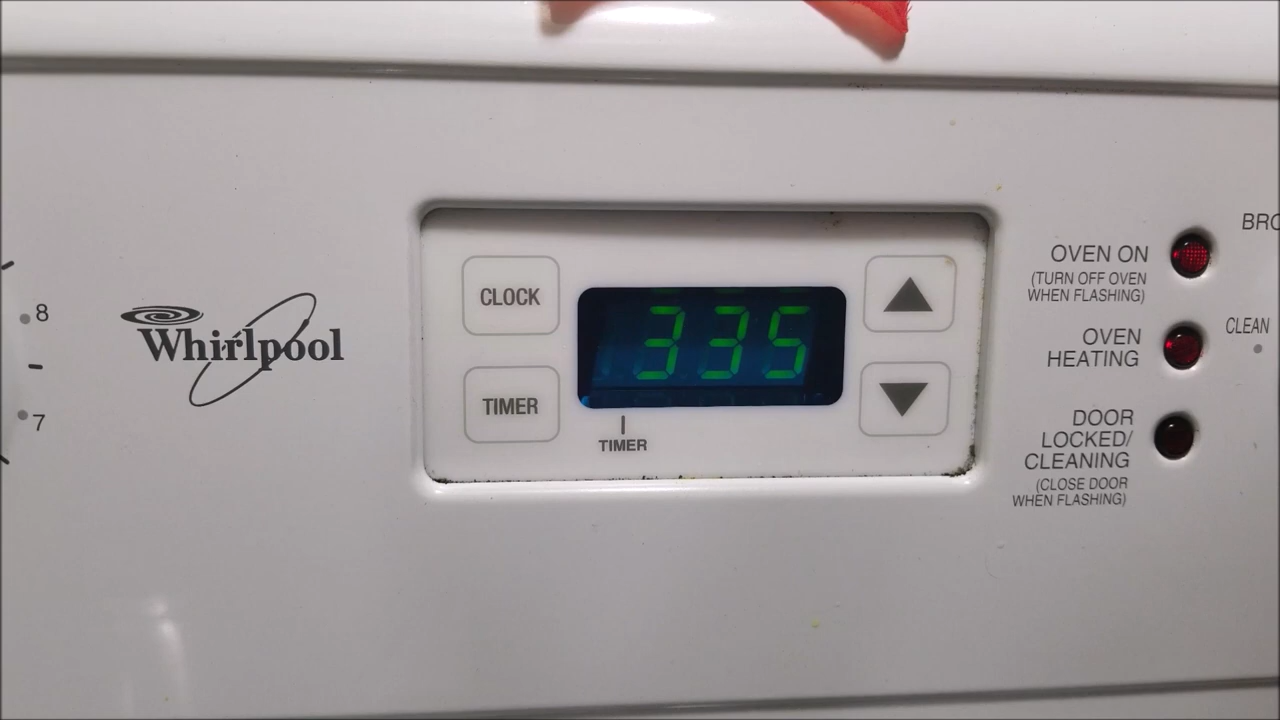 8
7
Whirlpool
CLOCK
TIMER
335
TIMER
OVEN ON
(TURN OFF OVEN
WHEN FLASHING)
OVEN
HEATING
DOOR
LOCKED/
CLEANING
(CLOSE DOOR
WHEN FLASHING)
BRO
CLEAN